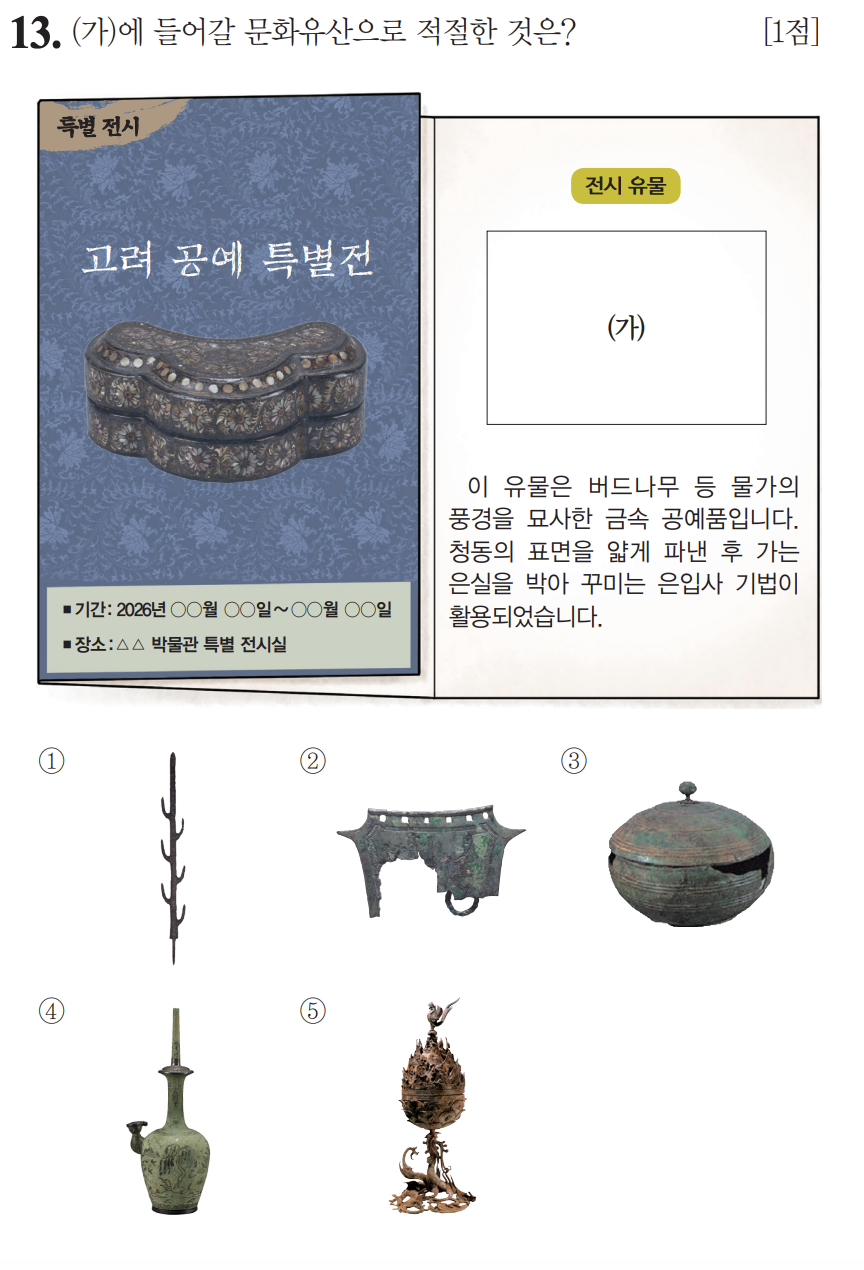 13. (가)에 들어갈 문화유산으로 적절한 것은? [1점]
특별 전시
고려 공예 특별전
■ 기간 : 2026년 ○○월 ○○일～○○월 ○○일
■ 장소 : △△ 박물관 특별 전시실
전시 유물
(가)
이 유물은 버드나무 등 물가의
풍경을 묘사한 금속 공예품입니다.
청동의 표면을 얇게 파낸 후 가는
은실을 박아 꾸미는 은입사 기법이
활용되었습니다.
① ② ③
④ ⑤